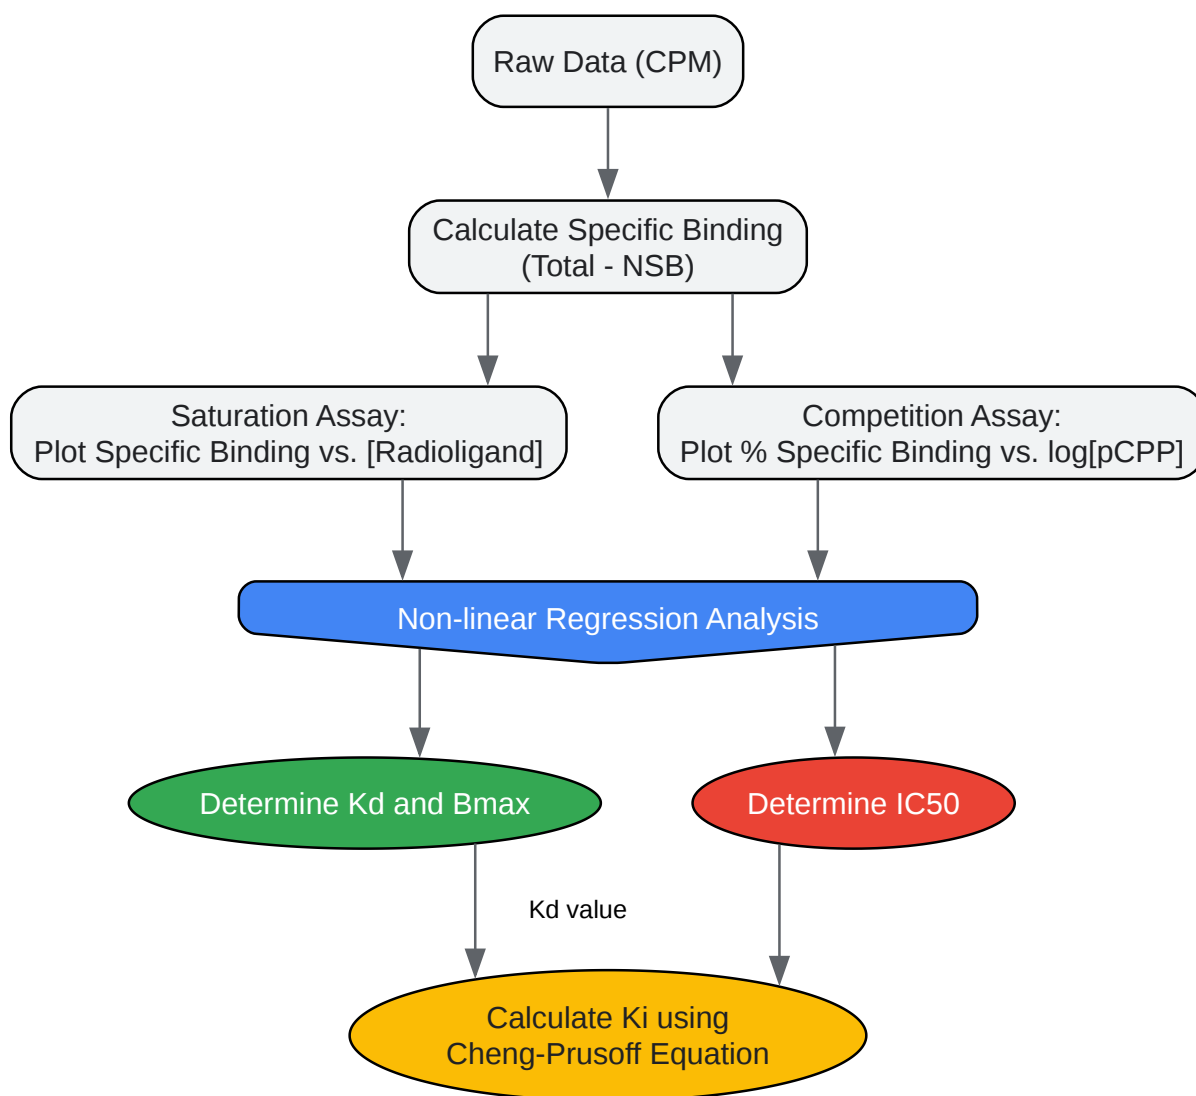 Raw Data (CPM)
Calculate Specific Binding
(Total - NSB)
Saturation Assay:
Plot Specific Binding vs. [Radioligand]
Competition Assay:
Plot % Specific Binding vs. log[pCPP]
Non-linear Regression Analysis
Determine Kd and Bmax
Determine IC50
Kd value
Calculate Ki using
Cheng-Prusoff Equation